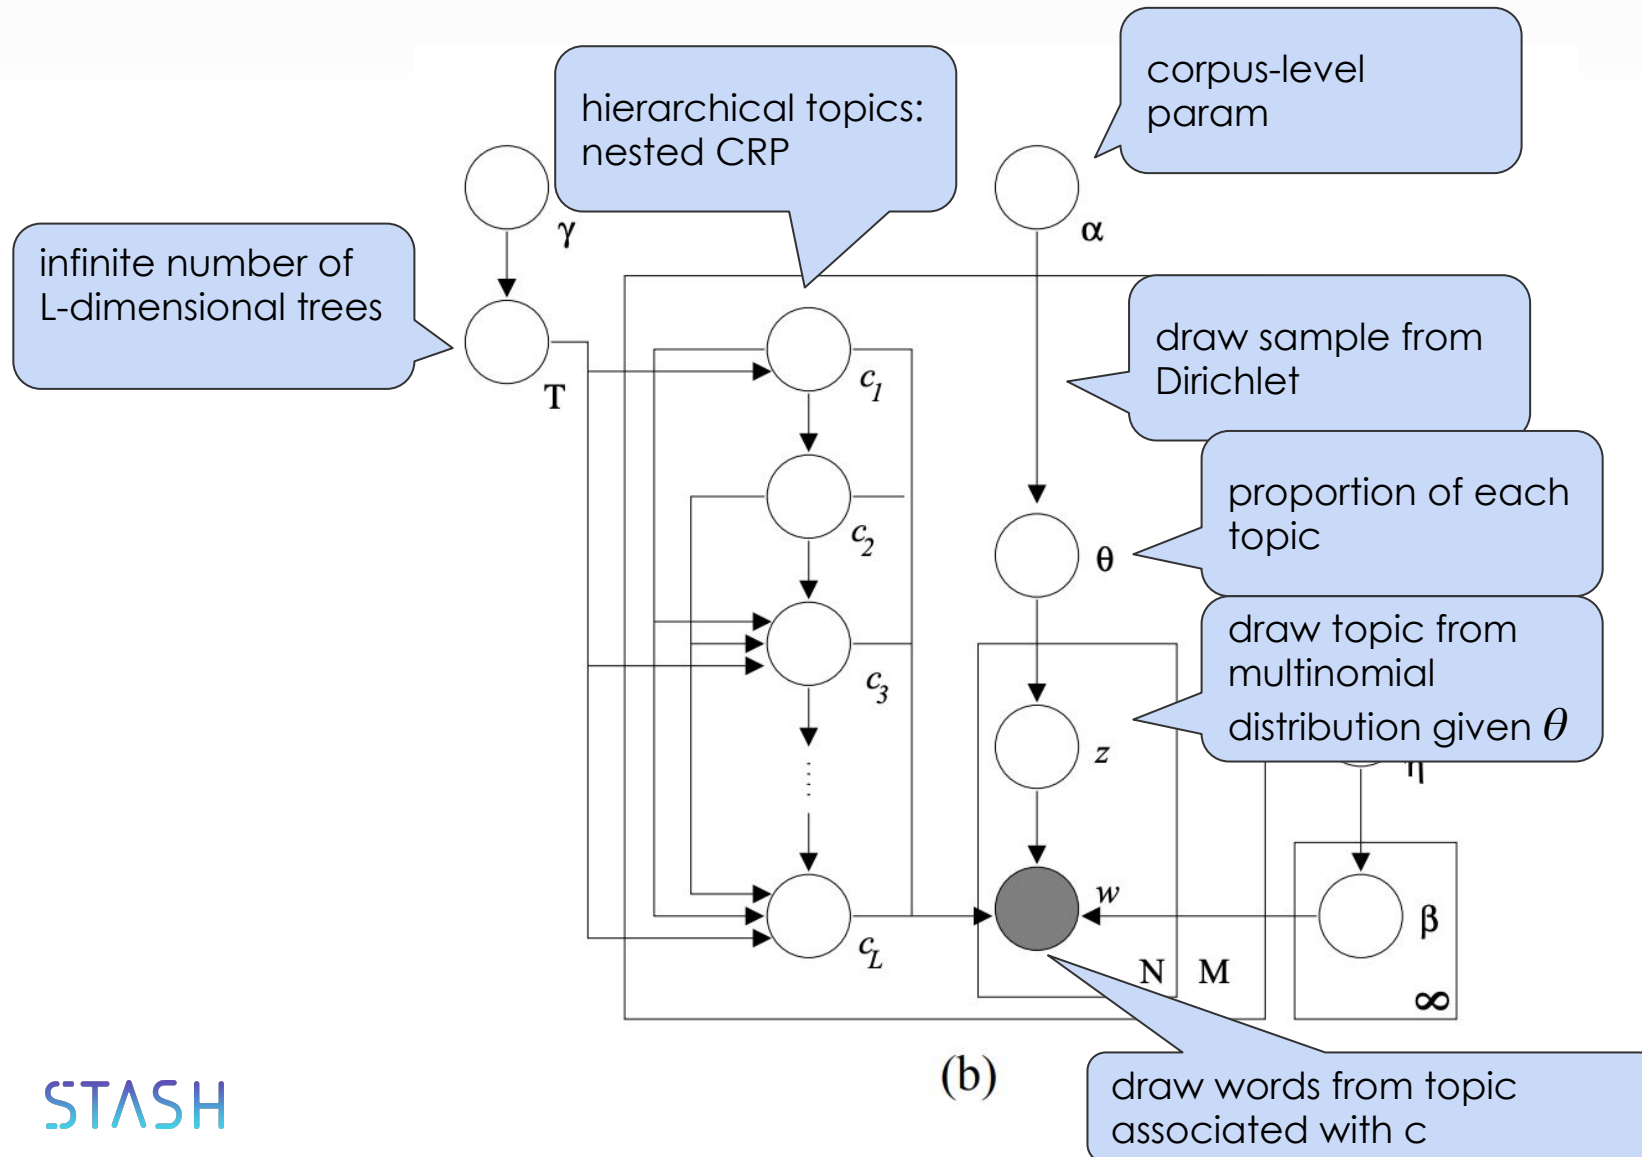 corpus-level
param
hierarchical topics:
nested CRP
γ
α
infinite number of
L-dimensional trees
T
c1
draw sample from
Dirichlet
c2
proportion of each
topic
θ
c3
draw topic from
multinomial
distribution given θ
z
η
w
β
cL
N M
∞
(b)
draw words from topic
associated with c
STASH